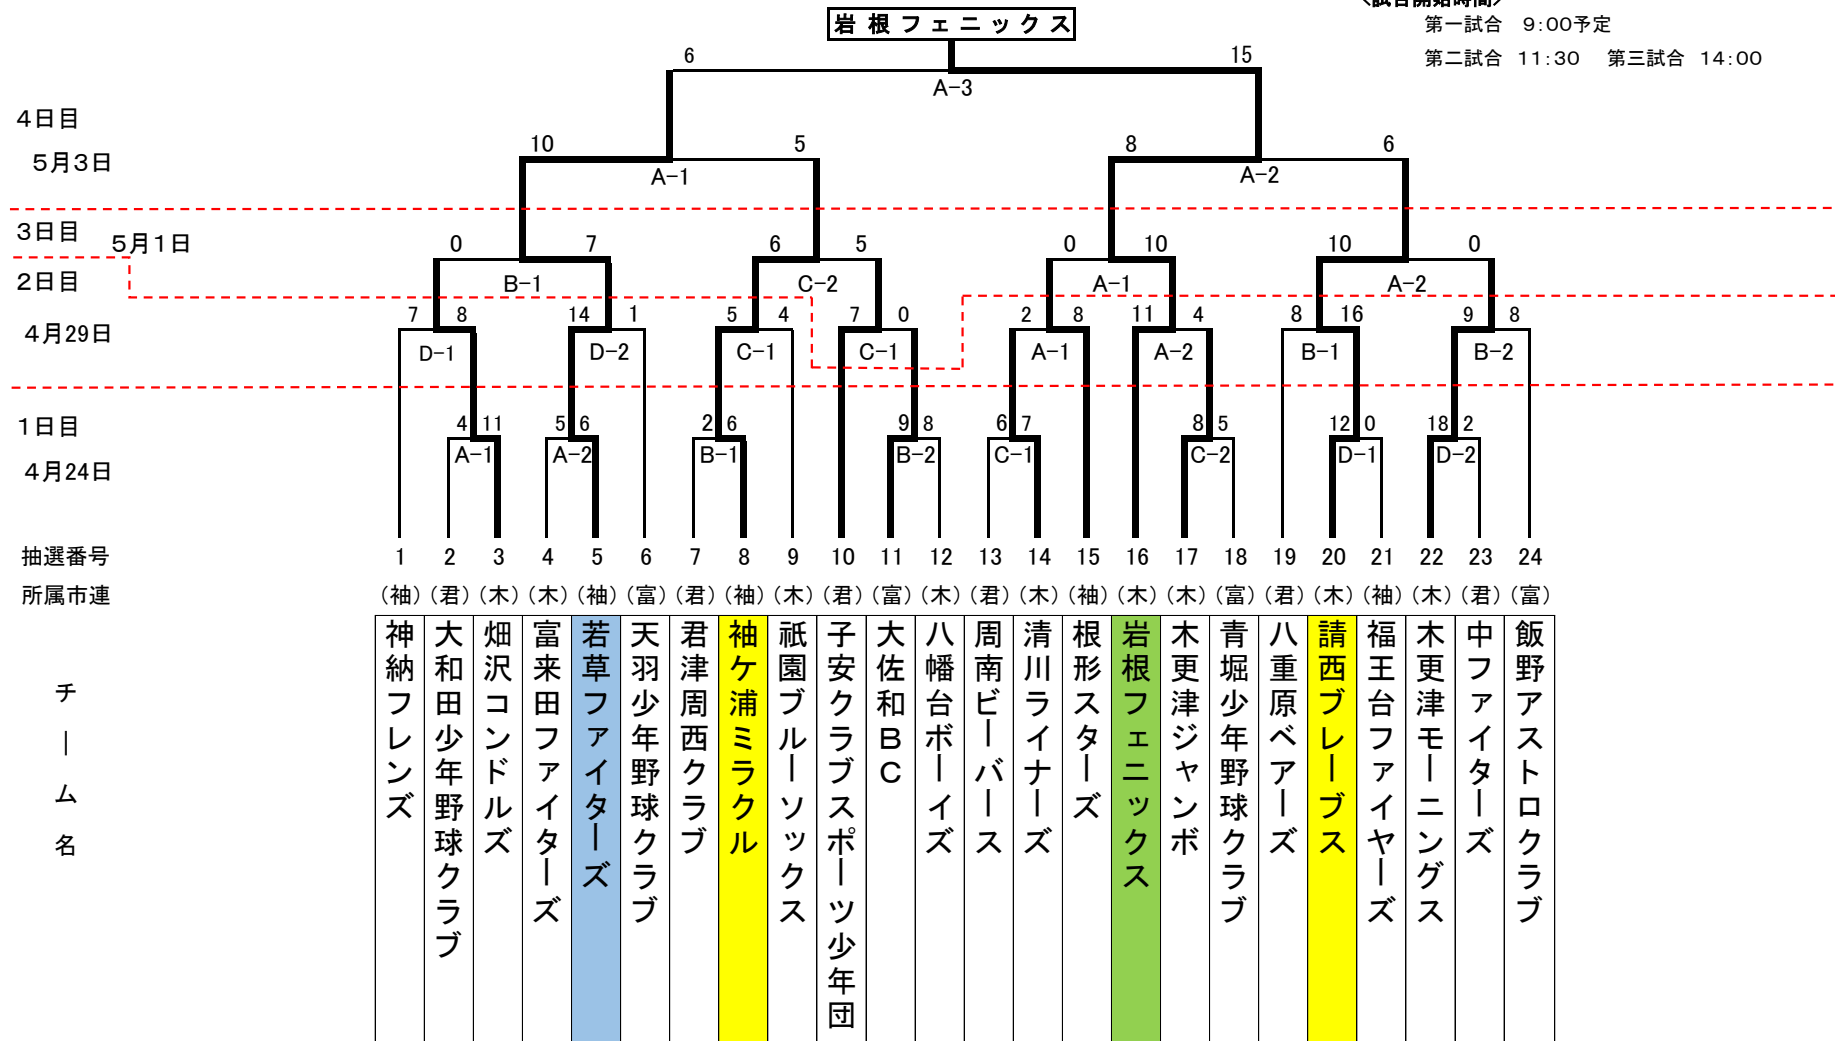 〈試合開始時間〉
岩根フェニックス
第一試合 9:00予定
第二試合 11:30 第三試合 14:00
6 15
A-3
4日目
10 5 8 6
5月3日
A-1 A-2
3日目
5月1日
0 7 6 5 0 10 10 0
2日目
B-1 C-2 A-1 A-2
7 8 14 1 5 4 7 0 2 8 11 4 8 16 9 8
4月29日
D-1 D-2 C-1 C-1 A-1 A-2 B-1 B-2
1日目
4 11 5 6 2 6 9 8 6 7 8 5 12 0 18 2
A-1 A-2 B-1 B-2 C-1 C-2 D-1 D-2
4月24日
抽選番号 1 2 3 4 5 6 7 8 9 10 11 12 13 14 15 16 17 18 19 20 21 22 23 24
所属市連 (袖) (君) (木) (木) (袖) (富) (君) (袖) (木) (君) (富) (木) (君) (木) (袖) (木) (木) (富) (君) (木) (袖) (木) (君) (富)
チーム名
神納フレンズ
大和田少年野球クラブ
畑沢コンドルズ
富来田ファイターズ
若草ファイターズ
天羽少年野球クラブ
君津周西クラブ
袖ケ浦ミラクル
祇園ブルーソックス
子安クラブスポーツ少年団
大佐和BC
八幡台ボーイズ
周南ビーバース
清川ライナーズ
根形スターズ
岩根フェニックス
木更津ジャンボ
青堀少年野球クラブ
八重原ベアーズ
請西ブレーブス
福王台ファイヤーズ
木更津モーニングス
中ファイターズ
飯野アストロクラブ